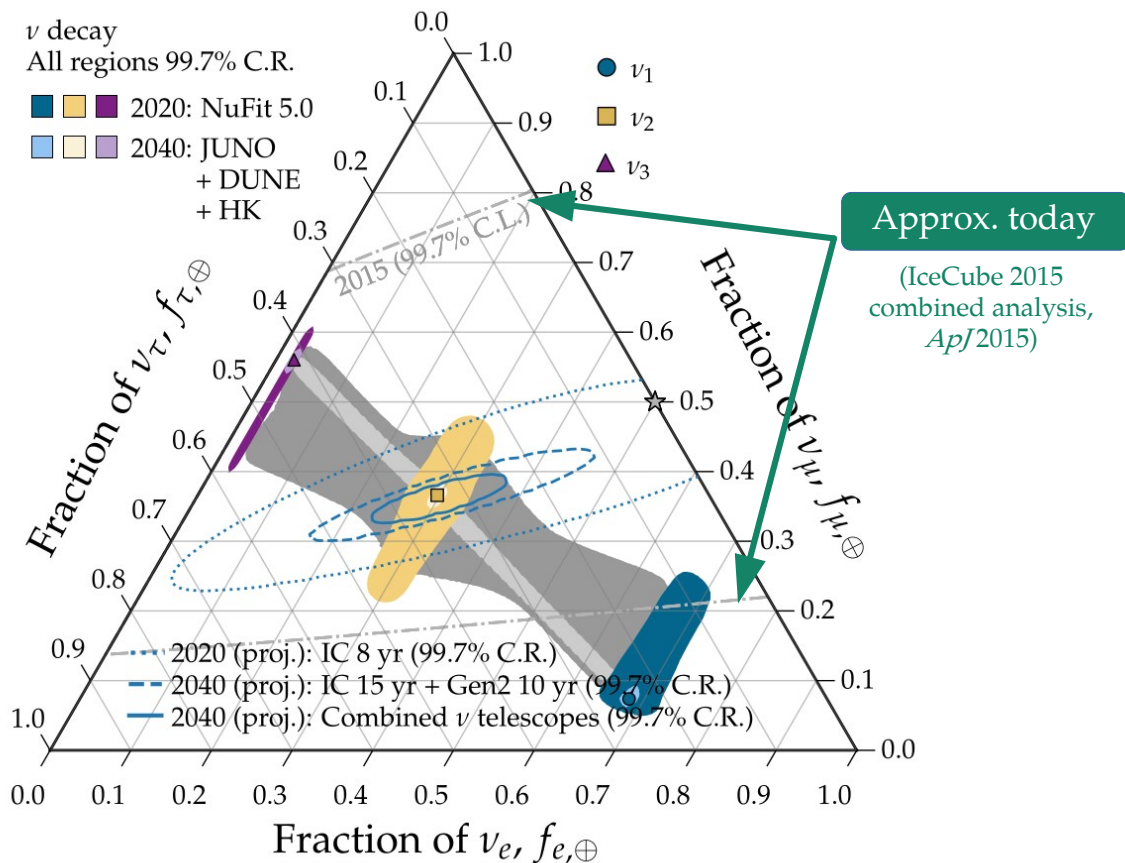 ν decay
All regions 99.7% C.R.
2020: NuFit 5.0
2040: JUNO
+ DUNE
+ HK
ν1
ν2
ν3
Approx. today
(IceCube 2015
combined analysis,
ApJ 2015)
2015 (99.7% C.L.)
Fraction of ντ, fτ,⊕
0.0
0.1
0.2
0.3
0.4
0.5
0.6
0.7
0.8
0.9
1.0
Fraction of νμ, fμ,⊕
1.0
0.9
0.8
0.7
0.6
0.5
0.4
0.3
0.2
0.1
0.0
2020 (proj.): IC 8 yr (99.7% C.R.)
2040 (proj.): IC 15 yr + Gen2 10 yr (99.7% C.R.)
2040 (proj.): Combined ν telescopes (99.7% C.R.)
0.0 0.1 0.2 0.3 0.4 0.5 0.6 0.7 0.8 0.9 1.0
Fraction of νe, fe,⊕